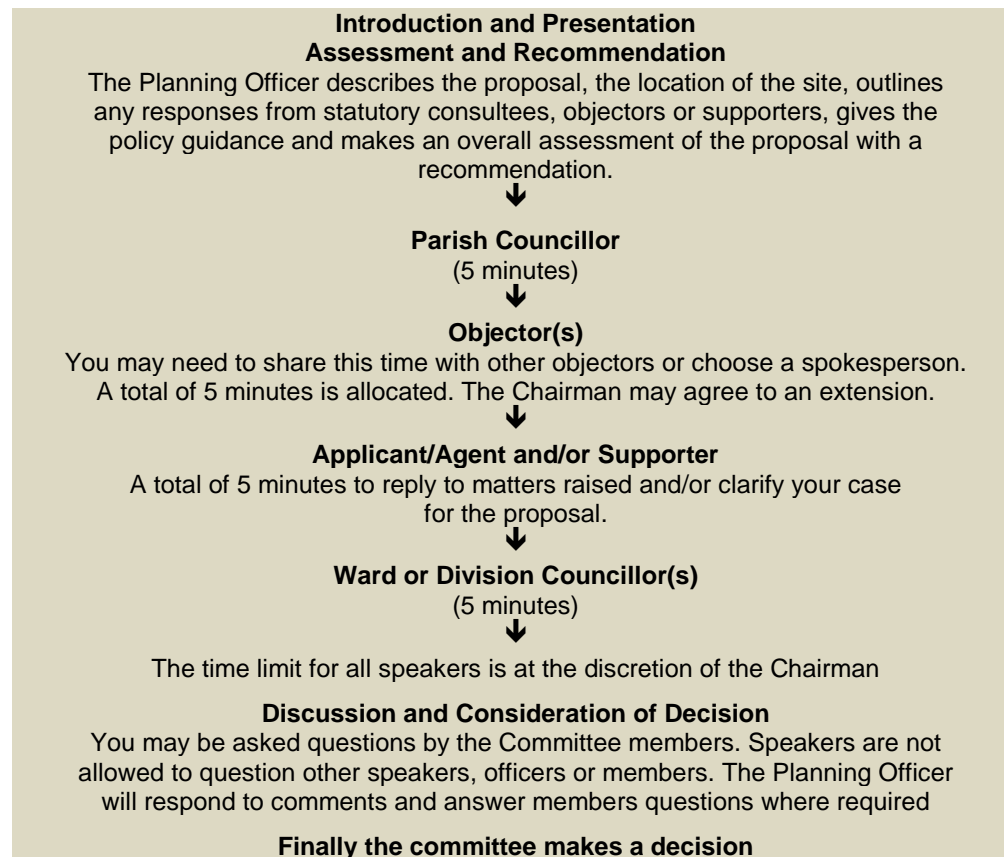 Introduction and Presentation
Assessment and Recommendation
The Planning Officer describes the proposal, the location of the site, outlines
any responses from statutory consultees, objectors or supporters, gives the
policy guidance and makes an overall assessment of the proposal with a
recommendation.
Parish Councillor
(5 minutes)
Objector(s)
You may need to share this time with other objectors or choose a spokesperson.
A total of 5 minutes is allocated. The Chairman may agree to an extension.
Applicant/Agent and/or Supporter
A total of 5 minutes to reply to matters raised and/or clarify your case
for the proposal.
Ward or Division Councillor(s)
(5 minutes)
The time limit for all speakers is at the discretion of the Chairman
Discussion and Consideration of Decision
You may be asked questions by the Committee members. Speakers are not
allowed to question other speakers, officers or members. The Planning Officer
will respond to comments and answer members questions where required
Finally the committee makes a decision